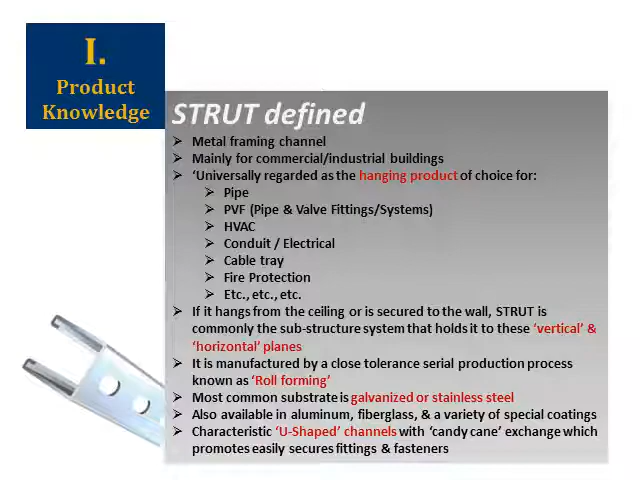 I.
Product
Knowledge
STRUT defined
➢ Metal framing channel
➢ Mainly for commercial/industrial buildings
➢ ‘Universally regarded as the hanging product of choice for:
➢ Pipe
➢ PVF (Pipe & Valve Fittings/Systems)
➢ HVAC
➢ Conduit / Electrical
➢ Cable tray
➢ Fire Protection
➢ Etc., etc., etc.
➢ If it hangs from the ceiling or is secured to the wall, STRUT is
commonly the sub-structure system that holds it to these ‘vertical’ &
‘horizontal’ planes
➢ It is manufactured by a close tolerance serial production process
known as ‘Roll forming’
➢ Most common substrate is galvanized or stainless steel
➢ Also available in aluminum, fiberglass, & a variety of special coatings
➢ Characteristic ‘U-Shaped’ channels with ‘candy cane’ exchange which
promotes easily secures fittings & fasteners